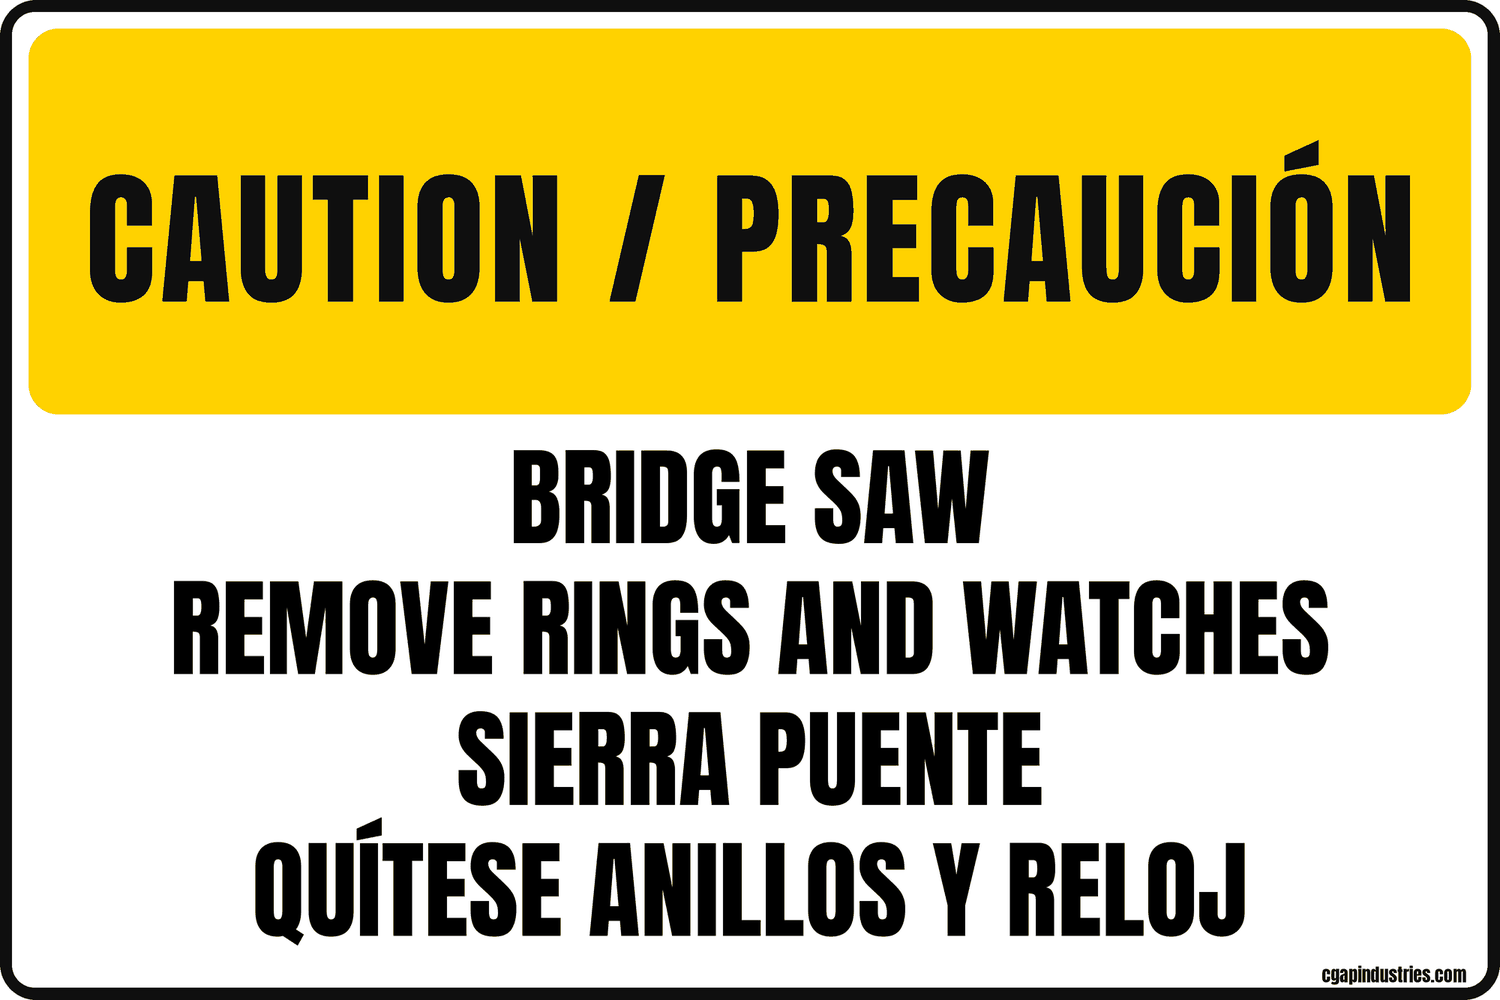 CAUTION / PRECAUCIÓN
BRIDGE SAW
REMOVE RINGS AND WATCHES
SIERRA PUENTE
QUÍTESE ANILLOS Y RELOJ
cgapindustries.com